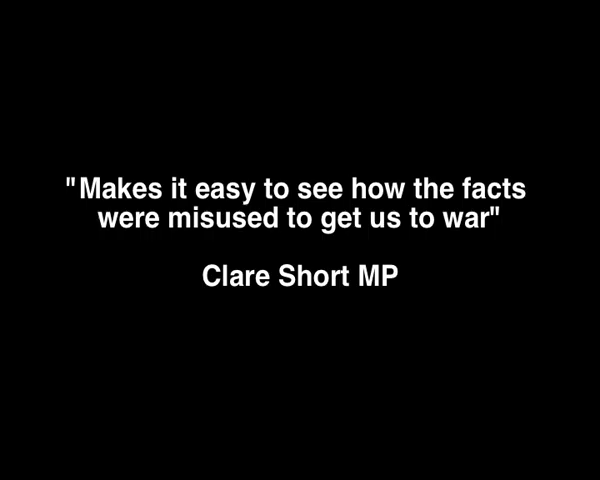 "Makes it easy to see how the facts
were misused to get us to war"
Clare Short MP